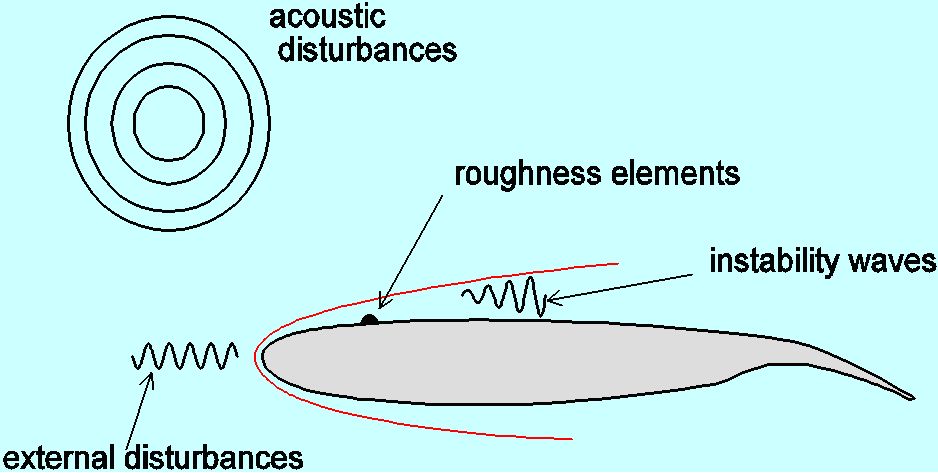 acoustic
disturbances
roughness elements
instability waves
external disturbances